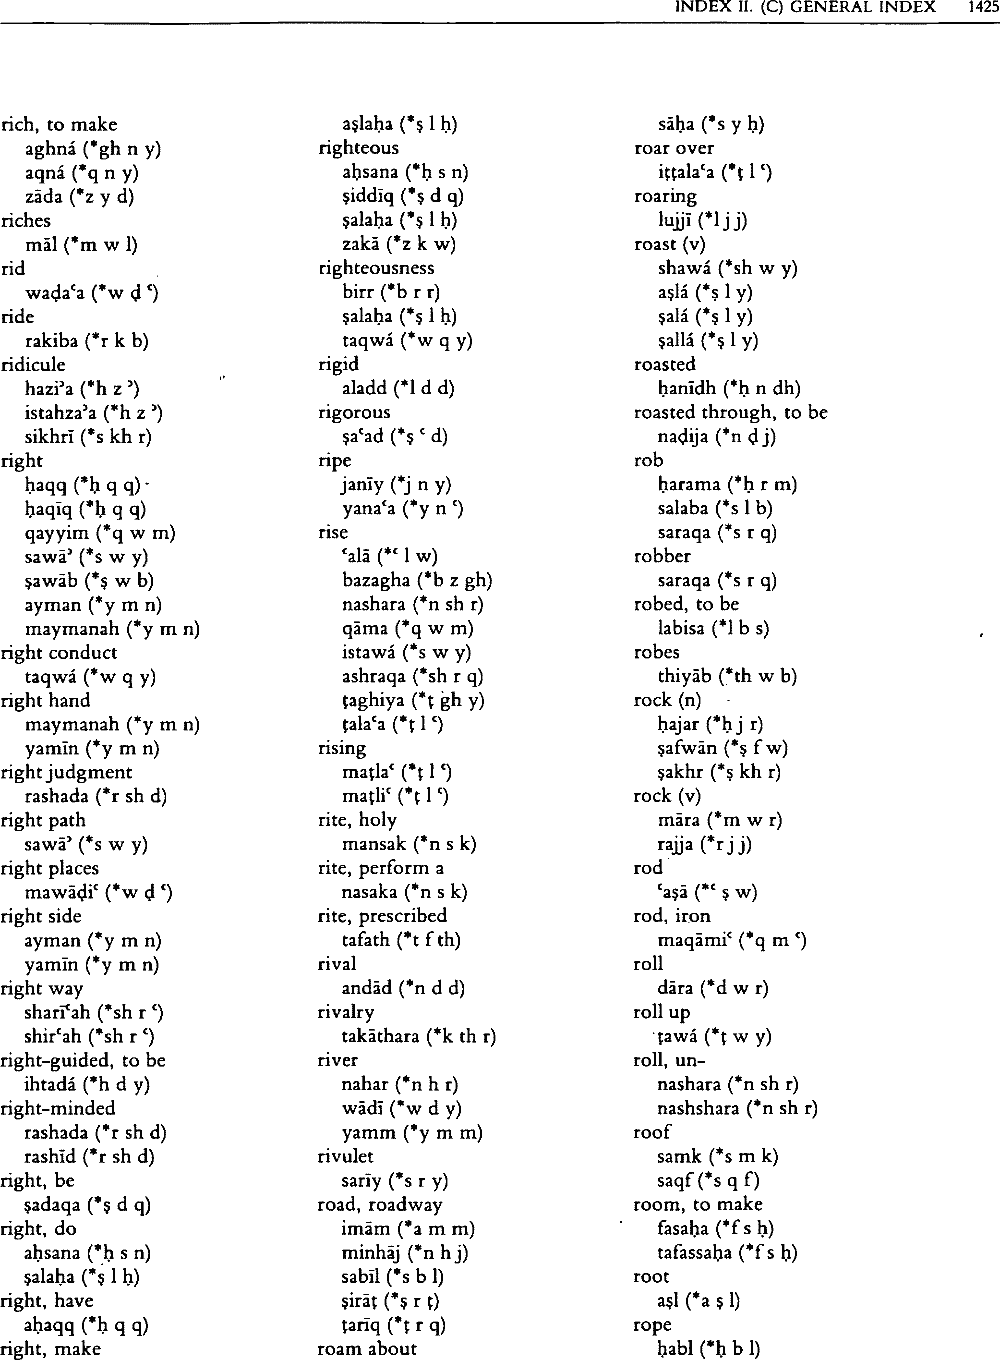 INDEX II. (C) GENERAL INDEX 1425
rich, to make
aghná (*gh n y)
aqná (*q n y)
zāda (*z y d)
riches
māl (*m w l)
rid
waḍaʿa (*w ḍ ʿ)
ride
rakiba (*r k b)
ridicule
haziʾa (*h z ʾ)
istahzaʾa (*h z ʾ)
sikhrī (*s kh r)
right
ḥaqq (*ḥ q q)
ḥaqīq (*ḥ q q)
qayyim (*q w m)
sawāʾ (*s w y)
ṣawāb (*ṣ w b)
ayman (*y m n)
maymanah (*y m n)
right conduct
taqwá (*w q y)
right hand
maymanah (*y m n)
yamīn (*y m n)
right judgment
rashada (*r sh d)
right path
sawāʾ (*s w y)
right places
mawāḍiʿ (*w ḍ ʿ)
right side
ayman (*y m n)
yamīn (*y m n)
right way
sharīʿah (*sh r ʿ)
shirʿah (*sh r ʿ)
right-guided, to be
ihtadá (*h d y)
right-minded
rashada (*r sh d)
rashīd (*r sh d)
right, be
ṣadaqa (*ṣ d q)
right, do
aḥsana (*ḥ s n)
ṣalaḥa (*ṣ l ḥ)
right, have
aḥaqq (*ḥ q q)
right, make
aṣlaḥa (*ṣ l ḥ)
righteous
aḥsana (*ḥ s n)
ṣiddīq (*ṣ d q)
ṣalaḥa (*ṣ l ḥ)
zakā (*z k w)
righteousness
birr (*b r r)
ṣalaḥa (*ṣ l ḥ)
taqwá (*w q y)
rigid
aladd (*l d d)
rigorous
ṣaʿad (*ṣ ʿ d)
ripe
janīy (*j n y)
yanaʿa (*y n ʿ)
rise
ʿalā (*ʿ l w)
bazagha (*b z gh)
nashara (*n sh r)
qāma (*q w m)
istawá (*s w y)
ashraqa (*sh r q)
ṭaghiya (*ṭ gh y)
ṭalaʿa (*ṭ l ʿ)
rising
maṭlaʿ (*ṭ l ʿ)
maṭliʿ (*ṭ l ʿ)
rite, holy
mansak (*n s k)
rite, perform a
nasaka (*n s k)
rite, prescribed
tafath (*t f th)
rival
andād (*n d d)
rivalry
takāthara (*k th r)
river
nahar (*n h r)
wādī (*w d y)
yamm (*y m m)
rivulet
sarīy (*s r y)
road, roadway
imām (*a m m)
minhāj (*n h j)
sabīl (*s b l)
ṣirāṭ (*ṣ r ṭ)
ṭarīq (*ṭ r q)
roam about
sāḥa (*s y ḥ)
roar over
iṭṭalaʿa (*ṭ l ʿ)
roaring
lujjī (*l j j)
roast (v)
shawá (*sh w y)
aṣlá (*ṣ l y)
ṣalá (*ṣ l y)
ṣallá (*ṣ l y)
roasted
ḥanīdh (*ḥ n dh)
roasted through, to be
naḍija (*n ḍ j)
rob
ḥarama (*ḥ r m)
salaba (*s l b)
saraqa (*s r q)
robber
saraqa (*s r q)
robed, to be
labisa (*l b s)
robes
thiyāb (*th w b)
rock (n)
ḥajar (*ḥ j r)
ṣafwān (*ṣ f w)
ṣakhr (*ṣ kh r)
rock (v)
māra (*m w r)
rajja (*r j j)
rod
ʿaṣā (*ʿ ṣ w)
rod, iron
maqāmiʿ (*q m ʿ)
roll
dāra (*d w r)
roll up
ṭawá (*ṭ w y)
roll, un-
nashara (*n sh r)
nashshara (*n sh r)
roof
samk (*s m k)
saqf (*s q f)
room, to make
fasaḥa (*f s ḥ)
tafassaḥa (*f s ḥ)
root
aṣl (*a ṣ l)
rope
ḥabl (*ḥ b l)